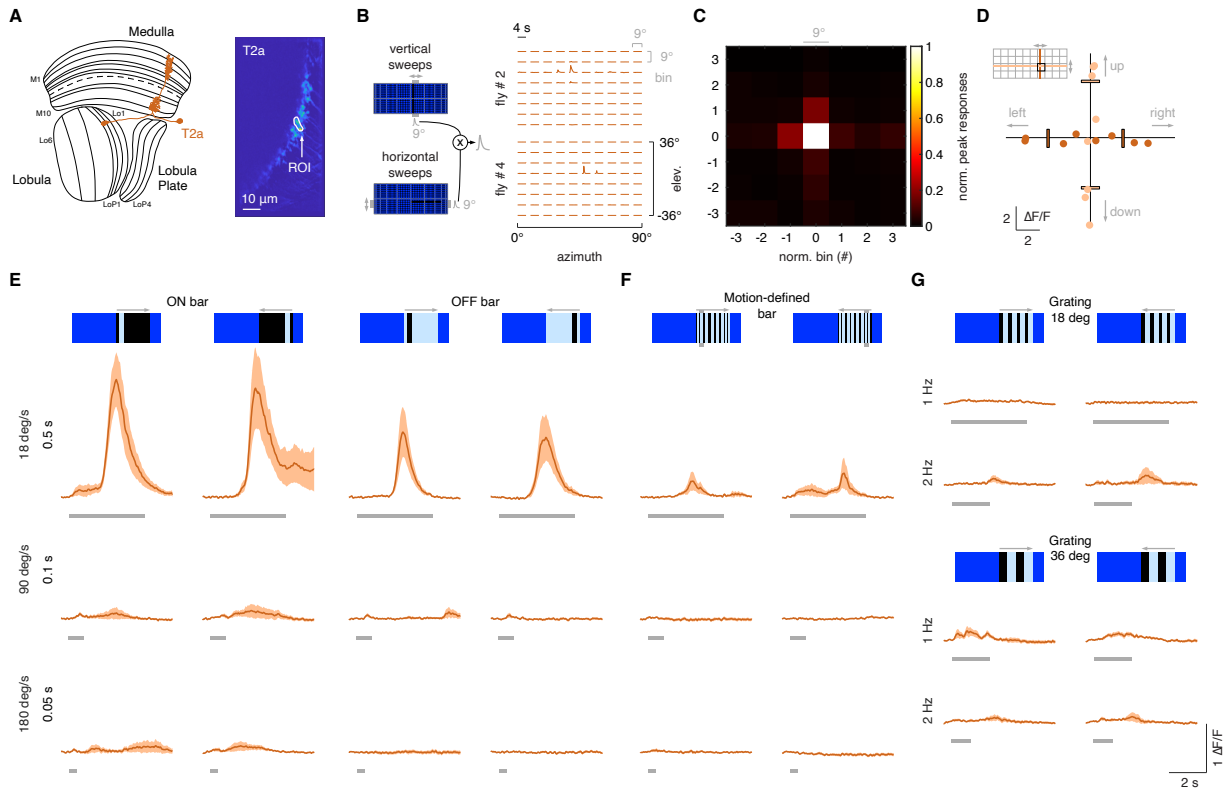 A
Medulla
M1
M10
Lo1
Lo6
T2a
Lobula
Lobula
Plate
LoP1
LoP4
T2a
ROI
10 µm
B
vertical
sweeps
9°
horizontal
sweeps
9°
x
4 s
9°
9°
bin
fly # 2
fly # 4
36°
elev.
-36°
0°
90°
azimuth
C
9°
3
2
1
0
-1
-2
-3
-3
-2
-1
0
1
2
3
norm. bin (#)
1
0.8
0.6
0.4
0.2
0
norm. peak responses
D
up
left
right
down
2
ΔF/F
2
E
ON bar
OFF bar
18 deg/s
0.5 s
90 deg/s
0.1 s
180 deg/s
0.05 s
F
Motion-defined
bar
G
Grating
18 deg
1 Hz
2 Hz
Grating
36 deg
1 Hz
2 Hz
1 ΔF/F
2 s